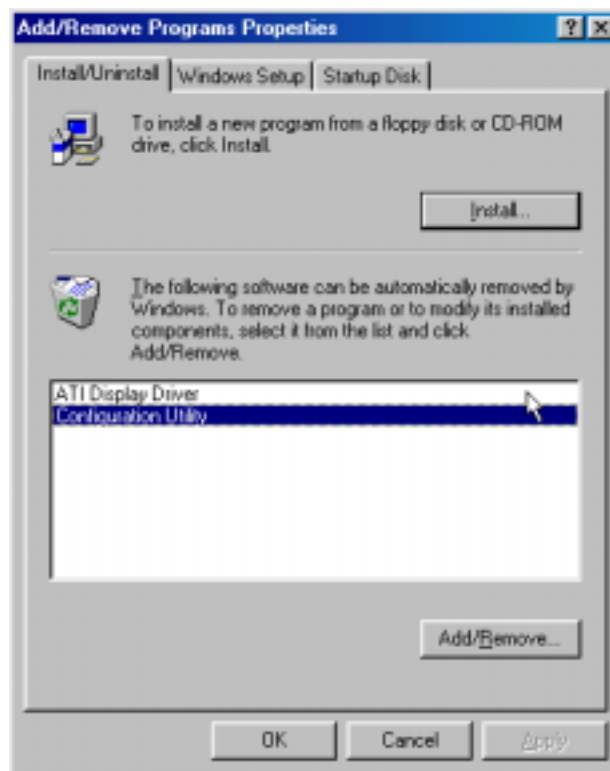 Add/Remove Programs Properties
Install/Uninstall
Windows Setup
Startup Disk
To install a new program from a floppy disk or CD-ROM
drive, click Install.
Install...
The following software can be automatically removed by
Windows. To remove a program or to modify its installed
components, select it from the list and click
Add/Remove.
ATI Display Driver
Configuration Utility
Add/Remove...
OK
Cancel
Apply